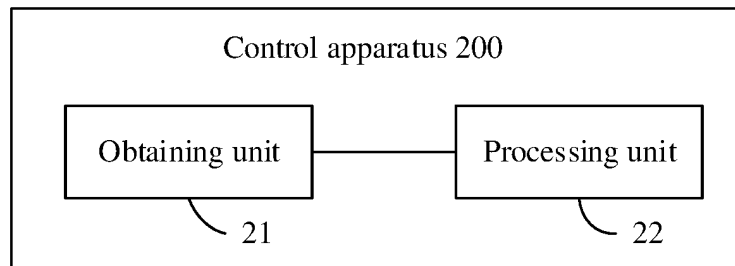 Control apparatus 200
Obtaining unit
Processing unit
21
22